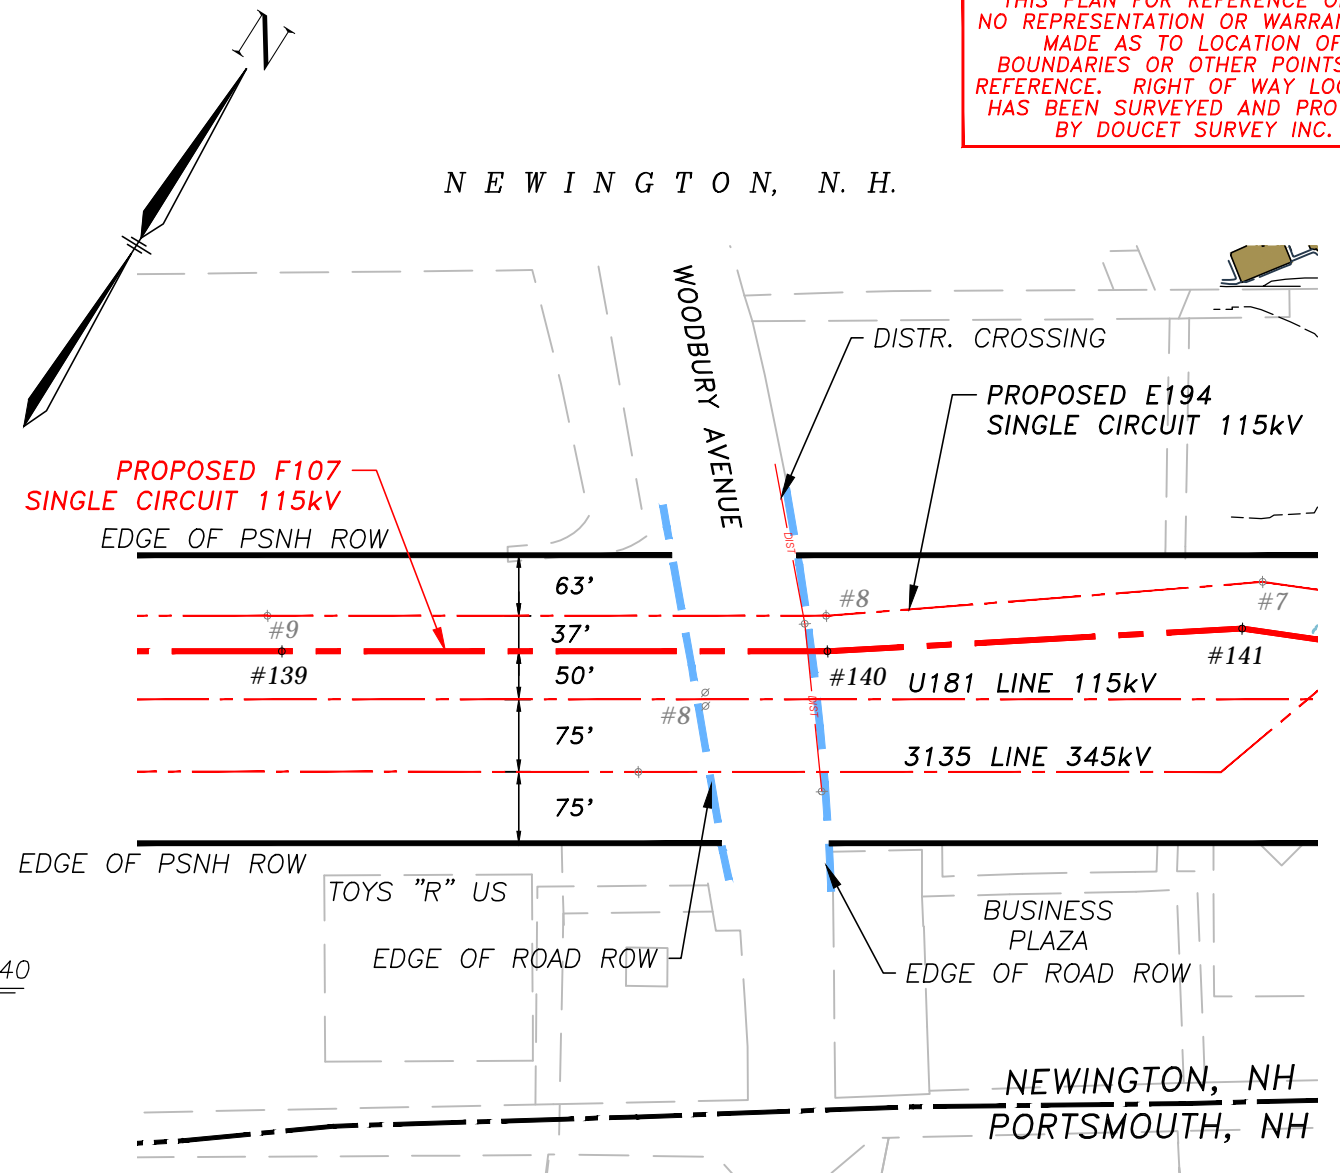 THIS PLAN FOR REFERENCE
NO REPRESENTATION OR
MADE AS TO LOCATION OF
BOUNDARIES OR OTHER POINTS
REFERENCE. RIGHT OF WAY
HAS BEEN SURVEYED AND
BY DOUCET SURVEY INC.
N
NEWINGTON, N.H.
WOODBURY AVENUE
DISTR. CROSSING
PROPOSED E194
SINGLE CIRCUIT 115kV
PROPOSED F107
SINGLE CIRCUIT 115kV
EDGE OF PSNH ROW
DIST
63'
#8
#7
#9
37'
#139
50'
#140
#141
U181 LINE 115kV
DIST
#8
75'
3135 LINE 345kV
75'
EDGE OF PSNH ROW
TOYS "R" US
BUSINESS
PLAZA
EDGE OF ROAD ROW
EDGE OF ROAD ROW
40
NEWINGTON, NH
PORTSMOUTH, NH